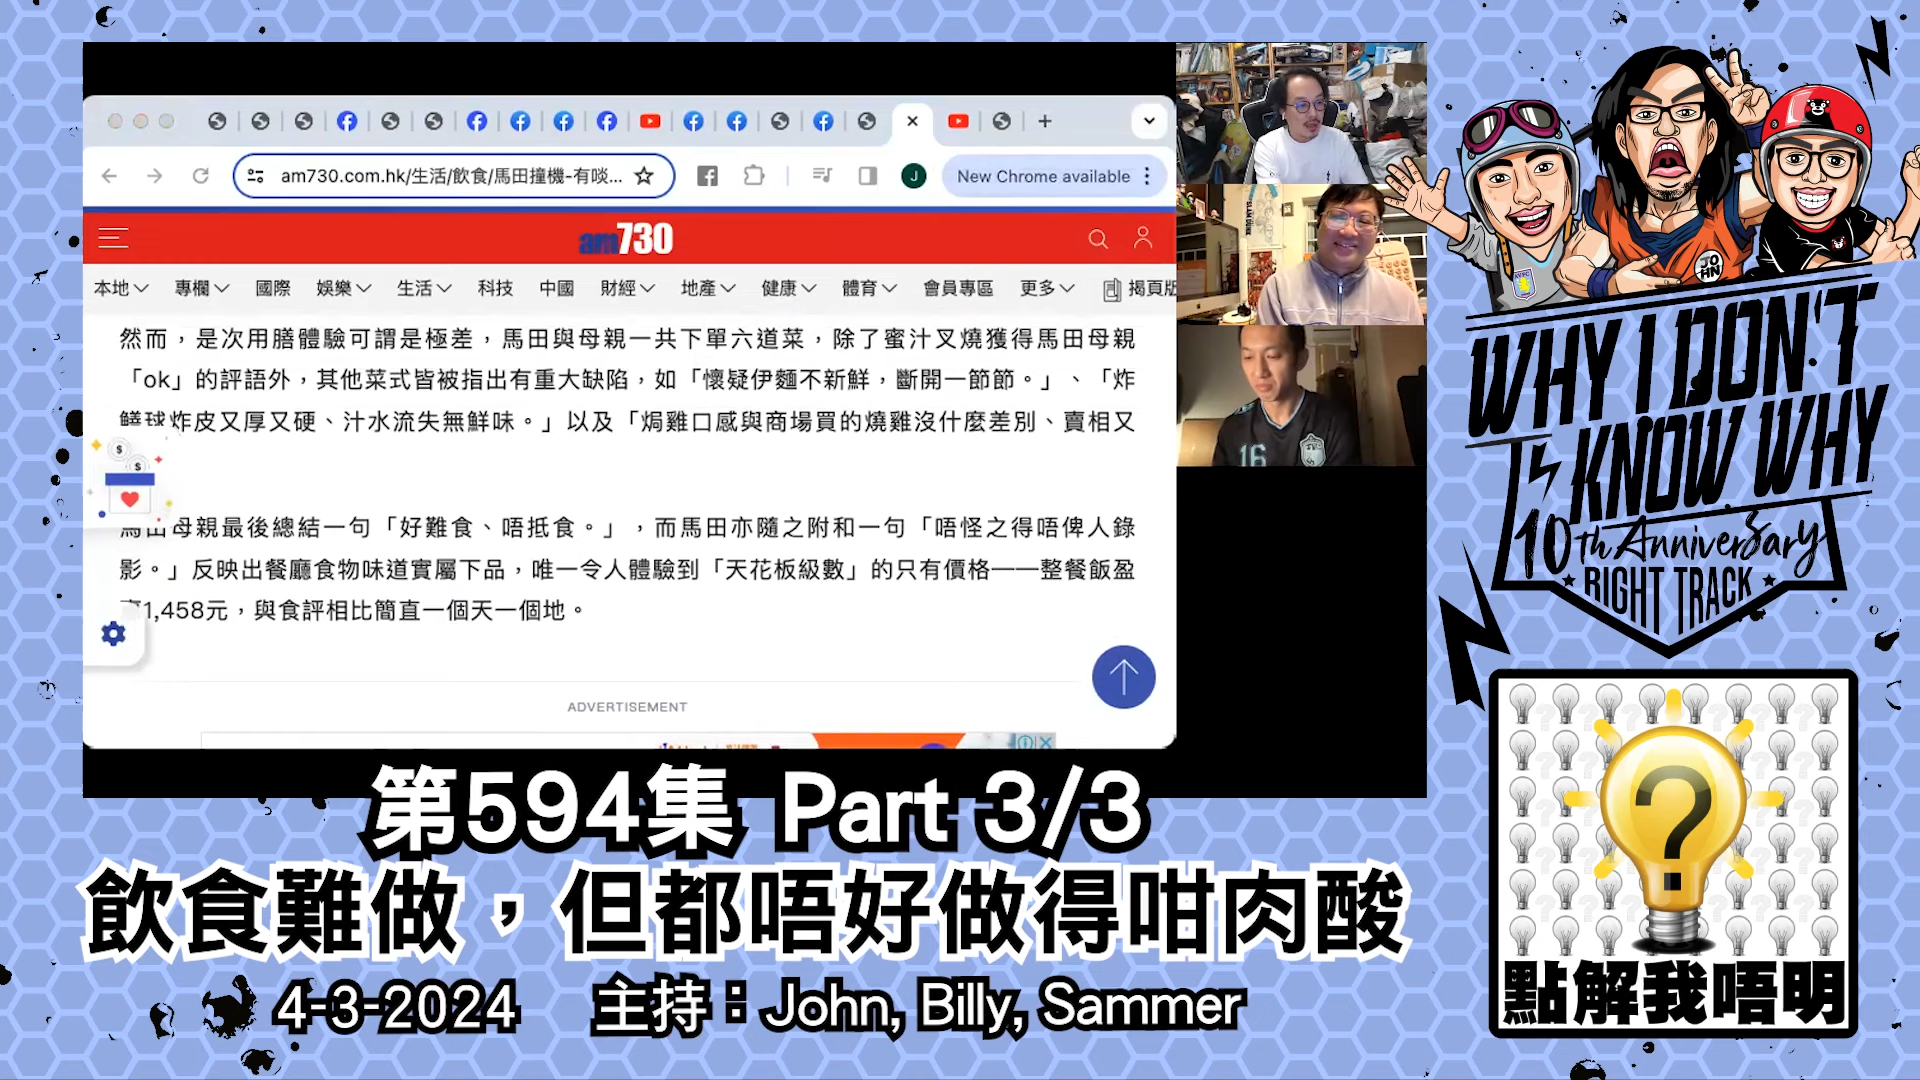 am730.com.hk/生活/飲食/馬田撞機-有啖...
New Chrome available
J
am730
本地 專欄 國際 娛樂 生活 科技 中國 財經 地產 健康 體育 會員專區 更多 揭頁版
然而，是次用膳體驗可謂是極差，馬田與母親一共下單六道菜，除了蜜汁叉燒獲得馬田母親
「ok」的評語外，其他菜式皆被指出有重大缺陷，如「懷疑伊麵不新鮮，斷開一節節。」、「炸
鱔球炸皮又厚又硬、汁水流失無鮮味。」以及「焗雞口感與商場買的燒雞沒什麼差別、賣相又
馬田母親最後總結一句「好難食、唔抵食。」，而馬田亦隨之附和一句「唔怪之得唔俾人錄
影。」反映出餐廳食物味道實屬下品，唯一令人體驗到「天花板級數」的只有價格——整餐飯盈
1,458元，與食評相比簡直一個天一個地。
ADVERTISEMENT
SLAM DUNK
16
AVFC
JOHN
WHY I DON'T
KNOW WHY
IS
10th Anniversary
RIGHT TRACK
第594集 Part 3/3
飲食難做，但都唔好做得咁肉酸
4-3-2024 主持：John, Billy, Sammer
?
點解我唔明